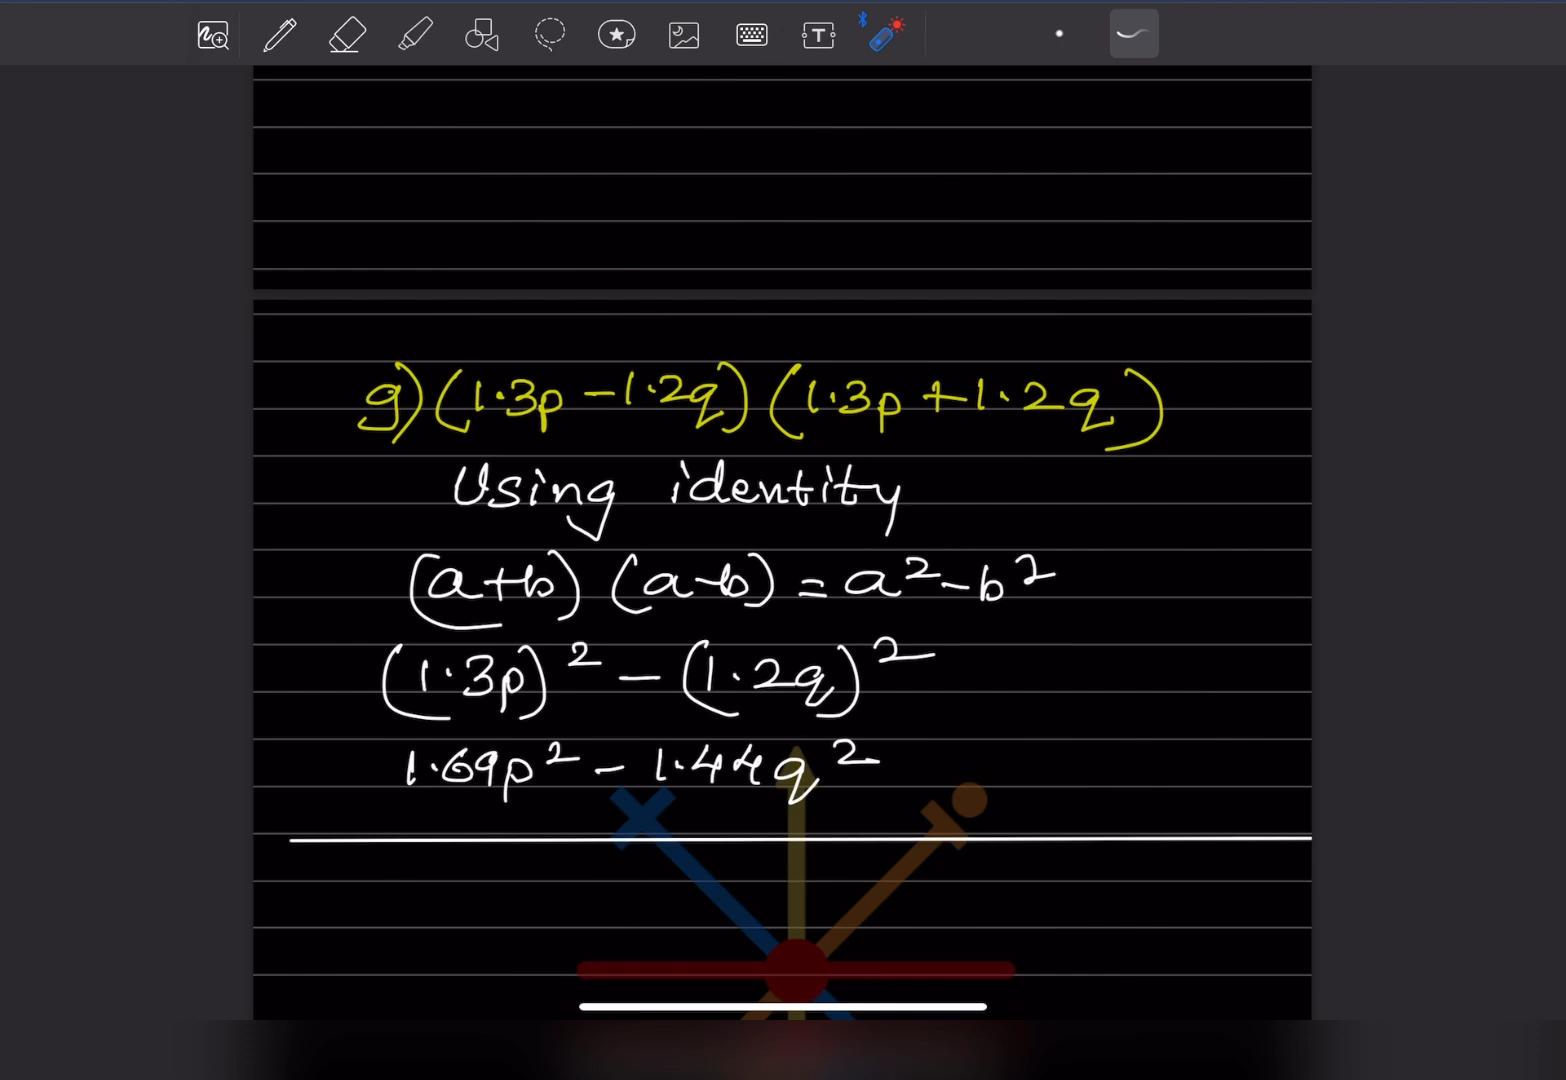 g) (1.3p - 1.2q) (1.3p + 1.2q)
Using identity
(a+b) (a-b) = a² - b²
(1.3p)² - (1.2q)²
1.69p² - 1.44q²